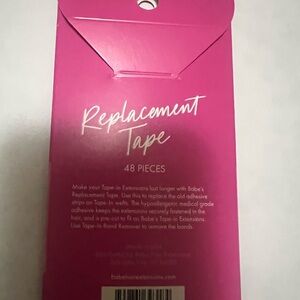 Replacement
Tape
48 PIECES
Make your Tape-In Extensions last longer with Babe's
Replacement Tape. Use this to replace the old adhesive
strips on Tape-In wefts. The hypoallergenic medical grade
adhesive keeps the extensions securely fastened in the
hair, and is pre-cut to fit on Babe's Tape-In Extensions.
Use Tape-In Bond Remover to remove the bonds.
babehairextensions.com